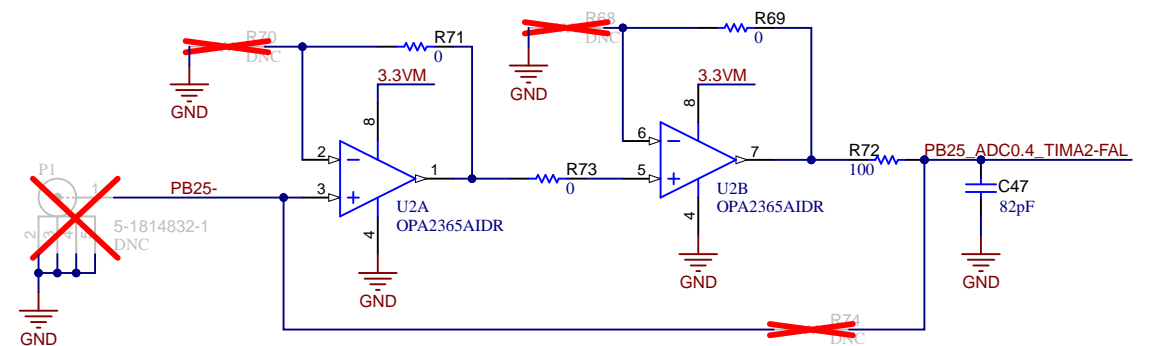 R70
DNC
R71
0
R68
DNC
R69
0
GND
3.3VM
8
GND
3.3VM
8
2
1
3
U2A
OPA2365AIDR
4
GND
R73
0
6
7
5
U2B
OPA2365AIDR
4
GND
R72
100
PB25_ADC0.4_TIMA2-FAL
C47
82pF
GND
P1
1
PB25-
5-1814832-1
DNC
2
3
4
5
GND
R74
DNC